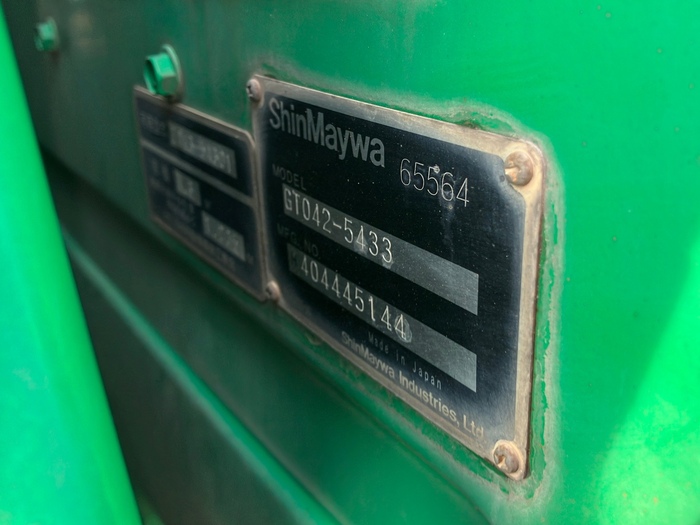 ShinMaywa
65564
MODEL
GT042-5433
MFG.NO.
404445144
Made in Japan
ShinMaywa Industries, Ltd.